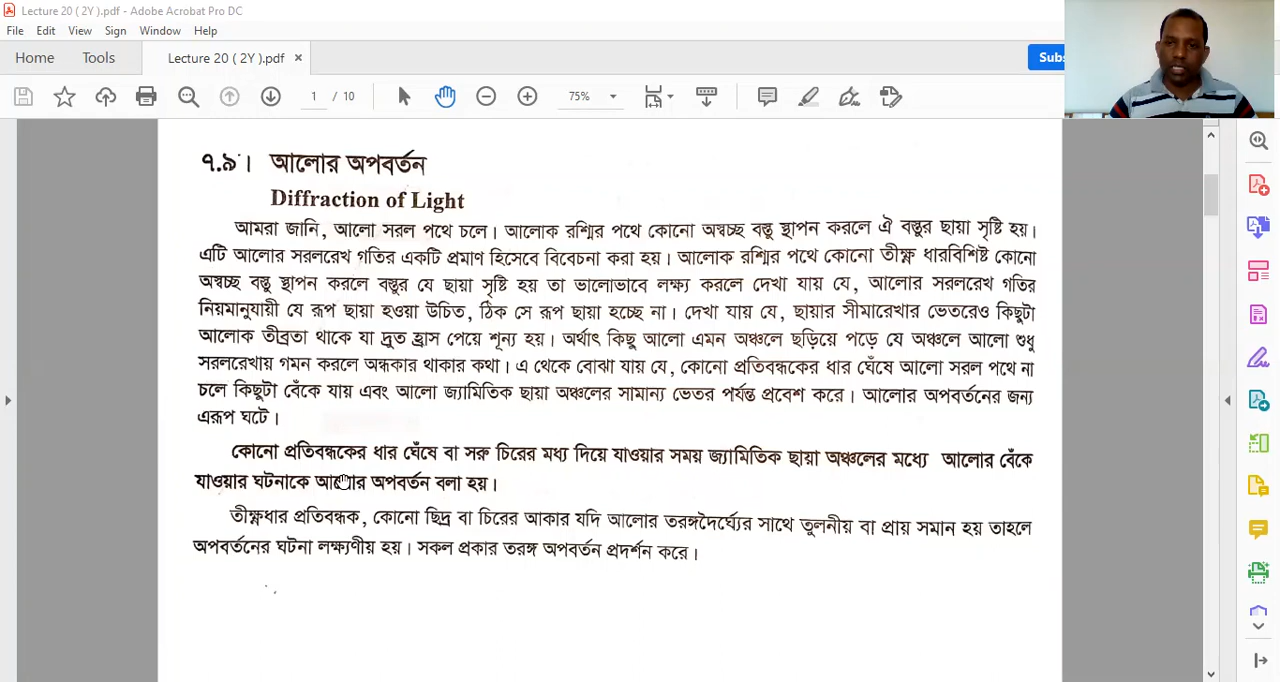 Lecture 20 ( 2Y ).pdf - Adobe Acrobat Pro DC
File Edit View Sign Window Help
Home Tools Lecture 20 ( 2Y ).pdf × Subs
1 / 10 75%
৭.৯। আলোর অপবর্তন
Diffraction of Light
আমরা জানি, আলো সরল পথে চলে। আলোক রশ্মির পথে কোনো অস্বচ্ছ বস্তু স্থাপন করলে ঐ বস্তুর ছায়া সৃষ্টি হয়।
এটি আলোর সরলরেখ গতির একটি প্রমাণ হিসেবে বিবেচনা করা হয়। আলোক রশ্মির পথে কোনো তীক্ষ্ণ ধারবিশিষ্ট কোনো
অস্বচ্ছ বস্তু স্থাপন করলে বস্তুর যে ছায়া সৃষ্টি হয় তা ভালোভাবে লক্ষ্য করলে দেখা যায় যে, আলোর সরলরেখ গতির
নিয়মানুযায়ী যে রূপ ছায়া হওয়া উচিত, ঠিক সে রূপ ছায়া হচ্ছে না। দেখা যায় যে, ছায়ার সীমারেখার ভেতরেও কিছুটা
আলোক তীব্রতা থাকে যা দ্রুত হ্রাস পেয়ে শূন্য হয়। অর্থাৎ কিছু আলো এমন অঞ্চলে ছড়িয়ে পড়ে যে অঞ্চলে আলো শুধু
সরলরেখায় গমন করলে অন্ধকার থাকার কথা। এ থেকে বোঝা যায় যে, কোনো প্রতিবন্ধকের ধার ঘেঁষে আলো সরল পথে না
চলে কিছুটা বেঁকে যায় এবং আলো জ্যামিতিক ছায়া অঞ্চলের সামান্য ভেতর পর্যন্ত প্রবেশ করে। আলোর অপবর্তনের জন্য
এরূপ ঘটে।
কোনো প্রতিবন্ধকের ধার ঘেঁষে বা সরু চিরের মধ্য দিয়ে যাওয়ার সময় জ্যামিতিক ছায়া অঞ্চলের মধ্যে আলোর বেঁকে
যাওয়ার ঘটনাকে আলোর অপবর্তন বলা হয়।
তীক্ষ্ণধার প্রতিবন্ধক, কোনো ছিদ্র বা চিরের আকার যদি আলোর তরঙ্গদৈর্ঘ্যের সাথে তুলনীয় বা প্রায় সমান হয় তাহলে
অপবর্তনের ঘটনা লক্ষ্যণীয় হয়। সকল প্রকার তরঙ্গ অপবর্তন প্রদর্শন করে।